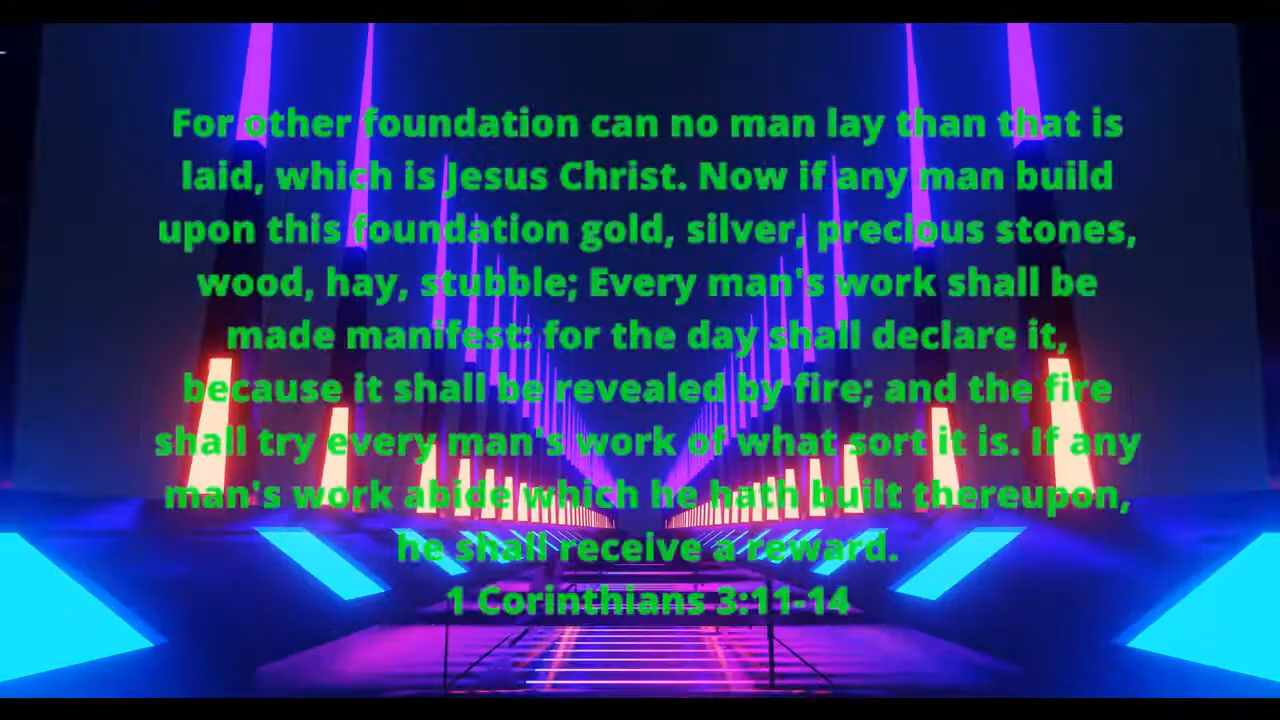 For other foundation can no man lay than that is
laid, which is Jesus Christ. Now if any man build
upon this foundation gold, silver, precious stones,
wood, hay, stubble; Every man's work shall be
made manifest: for the day shall declare it,
because it shall be revealed by fire; and the fire
shall try every man's work of what sort it is. If any
man's work abide which he hath built thereupon,
he shall receive a reward.
1 Corinthians 3:11-14